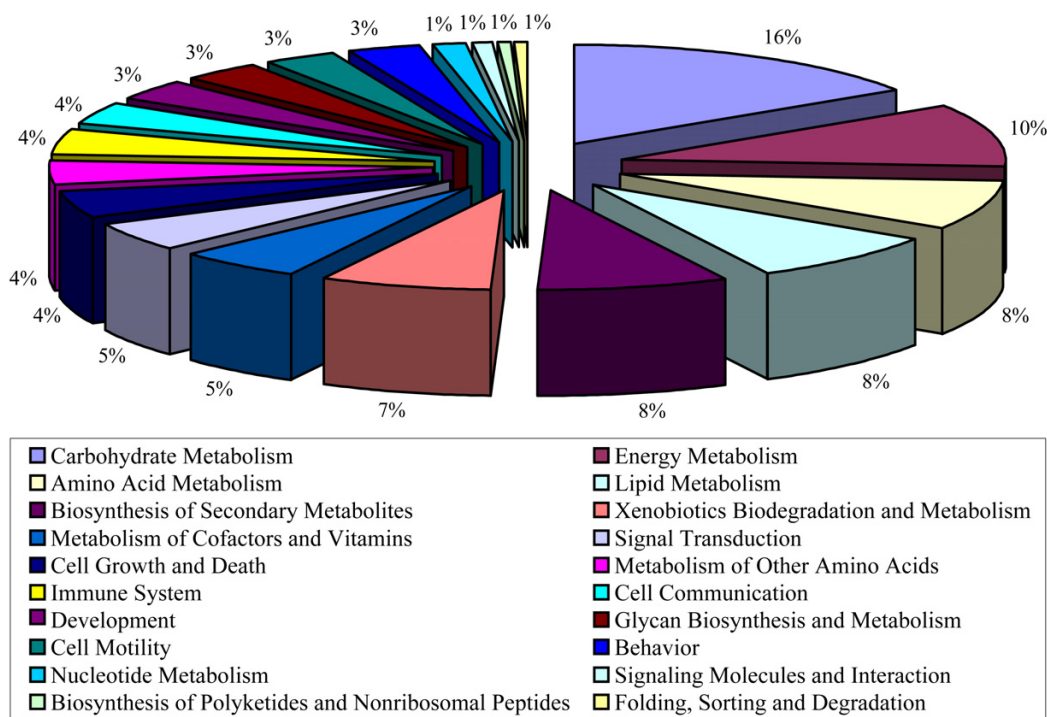 1% 1% 1% 1%
3%
3%
3%
3%
4%
4%
4%
4%
5%
5%
7%
8%
8%
8%
10%
16%
Carbohydrate Metabolism
Energy Metabolism
Amino Acid Metabolism
Lipid Metabolism
Biosynthesis of Secondary Metabolites
Xenobiotics Biodegradation and Metabolism
Metabolism of Cofactors and Vitamins
Signal Transduction
Cell Growth and Death
Metabolism of Other Amino Acids
Immune System
Cell Communication
Development
Glycan Biosynthesis and Metabolism
Cell Motility
Behavior
Nucleotide Metabolism
Signaling Molecules and Interaction
Biosynthesis of Polyketides and Nonribosomal Peptides
Folding, Sorting and Degradation